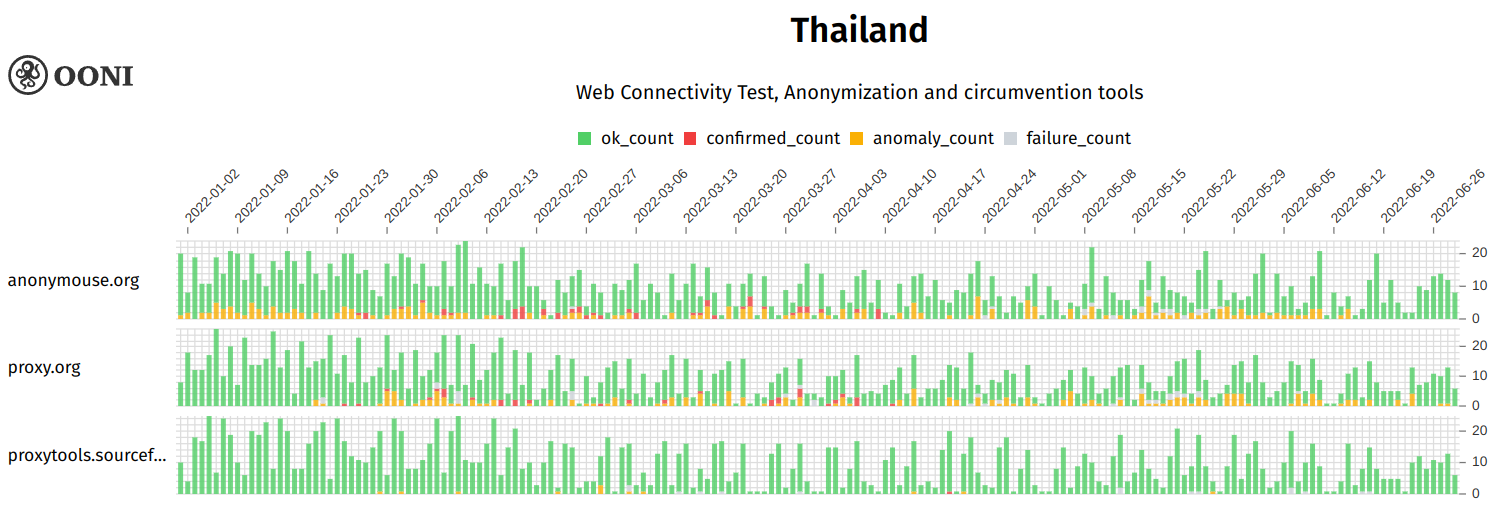 Thailand
OONI
Web Connectivity Test, Anonymization and circumvention tools
ok_count confirmed_count anomaly_count failure_count
2022-01-02 2022-01-09 2022-01-16 2022-01-23 2022-01-30 2022-02-06 2022-02-13 2022-02-20 2022-02-27 2022-03-06 2022-03-13 2022-03-20 2022-03-27 2022-04-03 2022-04-10 2022-04-17 2022-04-24 2022-05-01 2022-05-08 2022-05-15 2022-05-22 2022-05-29 2022-06-05 2022-06-12 2022-06-19 2022-06-26
20
anonymouse.org
10
0
20
proxy.org
10
0
20
proxytools.sourcef...
10
0